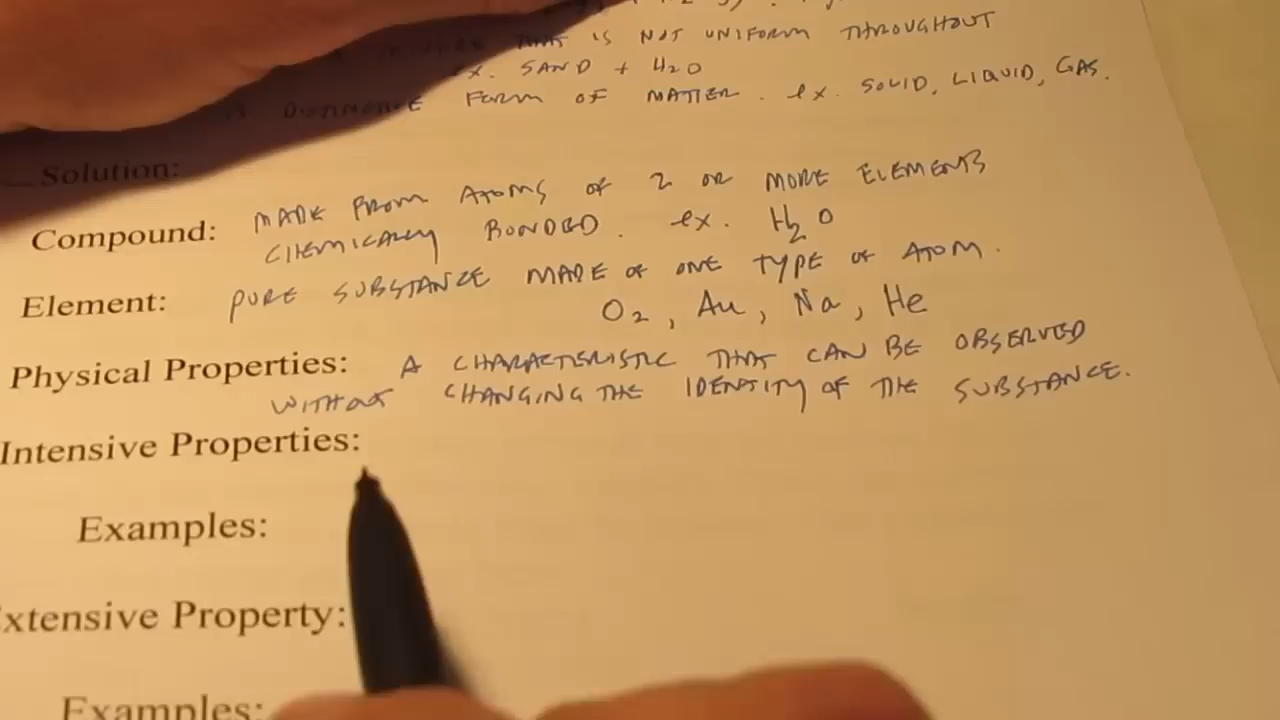 THAT IS NOT UNIFORM THROUGHOUT
ex. SAND + H2O
FORM OF MATTER. ex. SOLID, LIQUID, GAS.
Solution:
Compound: MADE FROM ATOMS OF 2 OR MORE ELEMENTS
CHEMICALLY BONDED. ex. H2O
Element: PURE SUBSTANCE MADE OF ONE TYPE OF ATOM.
O2, Au, Na, He
Physical Properties: A CHARACTERISTIC THAT CAN BE OBSERVED
WITHOUT CHANGING THE IDENTITY OF THE SUBSTANCE.
Intensive Properties:
Examples:
xtensive Property:
Examples: